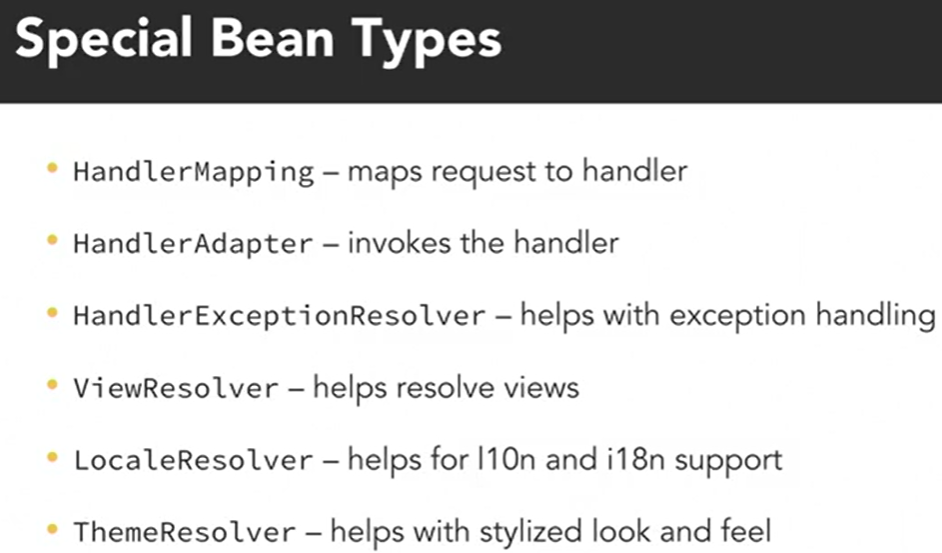 Special Bean Types
• HandlerMapping – maps request to handler
• HandlerAdapter – invokes the handler
• HandlerExceptionResolver – helps with exception handling
• ViewResolver – helps resolve views
• LocaleResolver – helps for l10n and i18n support
• ThemeResolver – helps with stylized look and feel